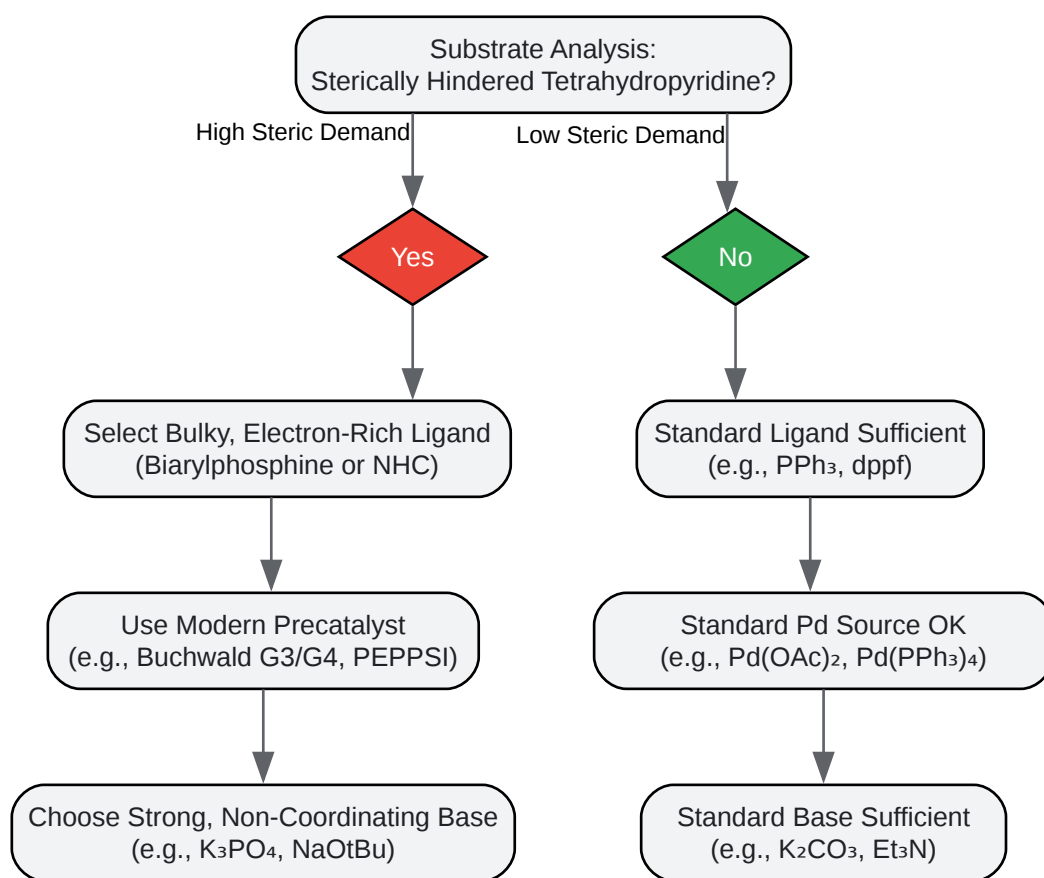 Substrate Analysis:
Sterically Hindered Tetrahydropyridine?
High Steric Demand
Low Steric Demand
Yes
No
Select Bulky, Electron-Rich Ligand
(Biarylphosphine or NHC)
Standard Ligand Sufficient
(e.g., PPh₃, dppf)
Use Modern Precatalyst
(e.g., Buchwald G3/G4, PEPPSI)
Standard Pd Source OK
(e.g., Pd(OAc)₂, Pd(PPh₃)₄)
Choose Strong, Non-Coordinating Base
(e.g., K₃PO₄, NaOtBu)
Standard Base Sufficient
(e.g., K₂CO₃, Et₃N)